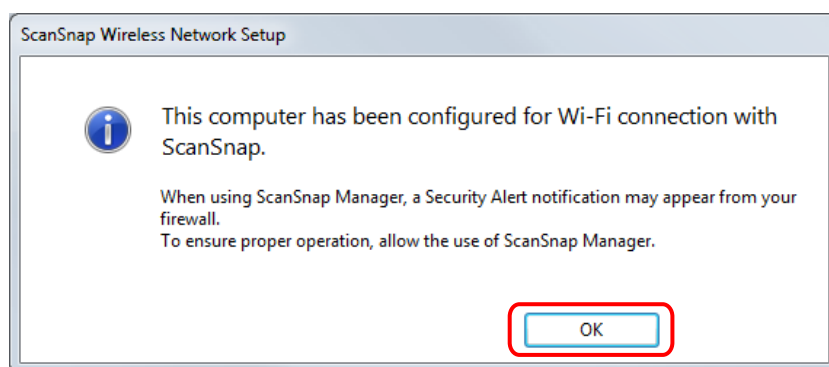 ScanSnap Wireless Network Setup
This computer has been configured for Wi-Fi connection with
ScanSnap.
When using ScanSnap Manager, a Security Alert notification may appear from your
firewall.
To ensure proper operation, allow the use of ScanSnap Manager.
OK